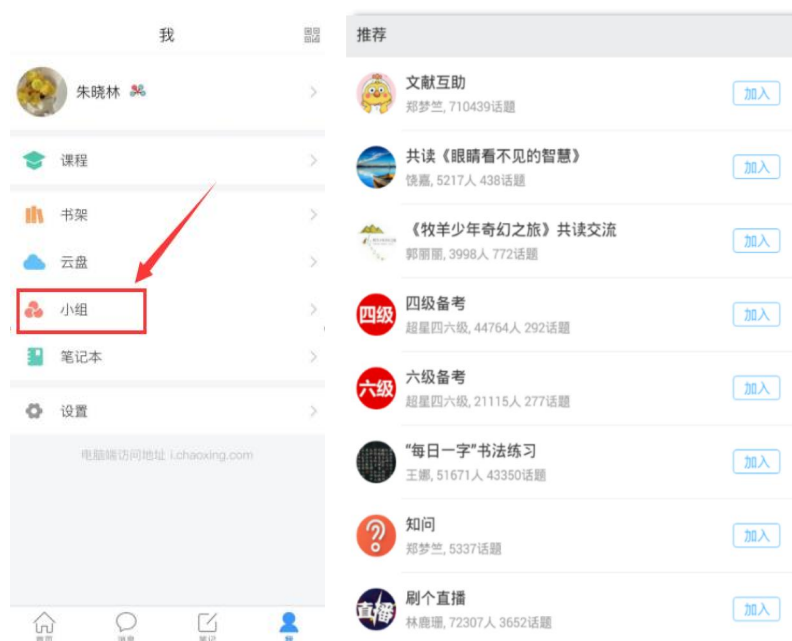 我
朱晓林
课程
书架
云盘
小组
笔记本
设置
电脑端访问地址 i.chaoxing.com
首页
消息
笔记
我
推荐
文献互助
郑梦竺, 710439话题
加入
共读《眼睛看不见的智慧》
饶嘉, 5217人 438话题
加入
《牧羊少年奇幻之旅》共读交流
郭丽丽, 3998人 772话题
加入
四级
四级备考
超星四六级, 44764人 292话题
加入
六级
六级备考
超星四六级, 21115人 277话题
加入
“每日一字”书法练习
王娜, 51671人 43350话题
加入
知问
郑梦竺, 5337话题
加入
直播
刷个直播
林鹿珊, 72307人 3652话题
加入